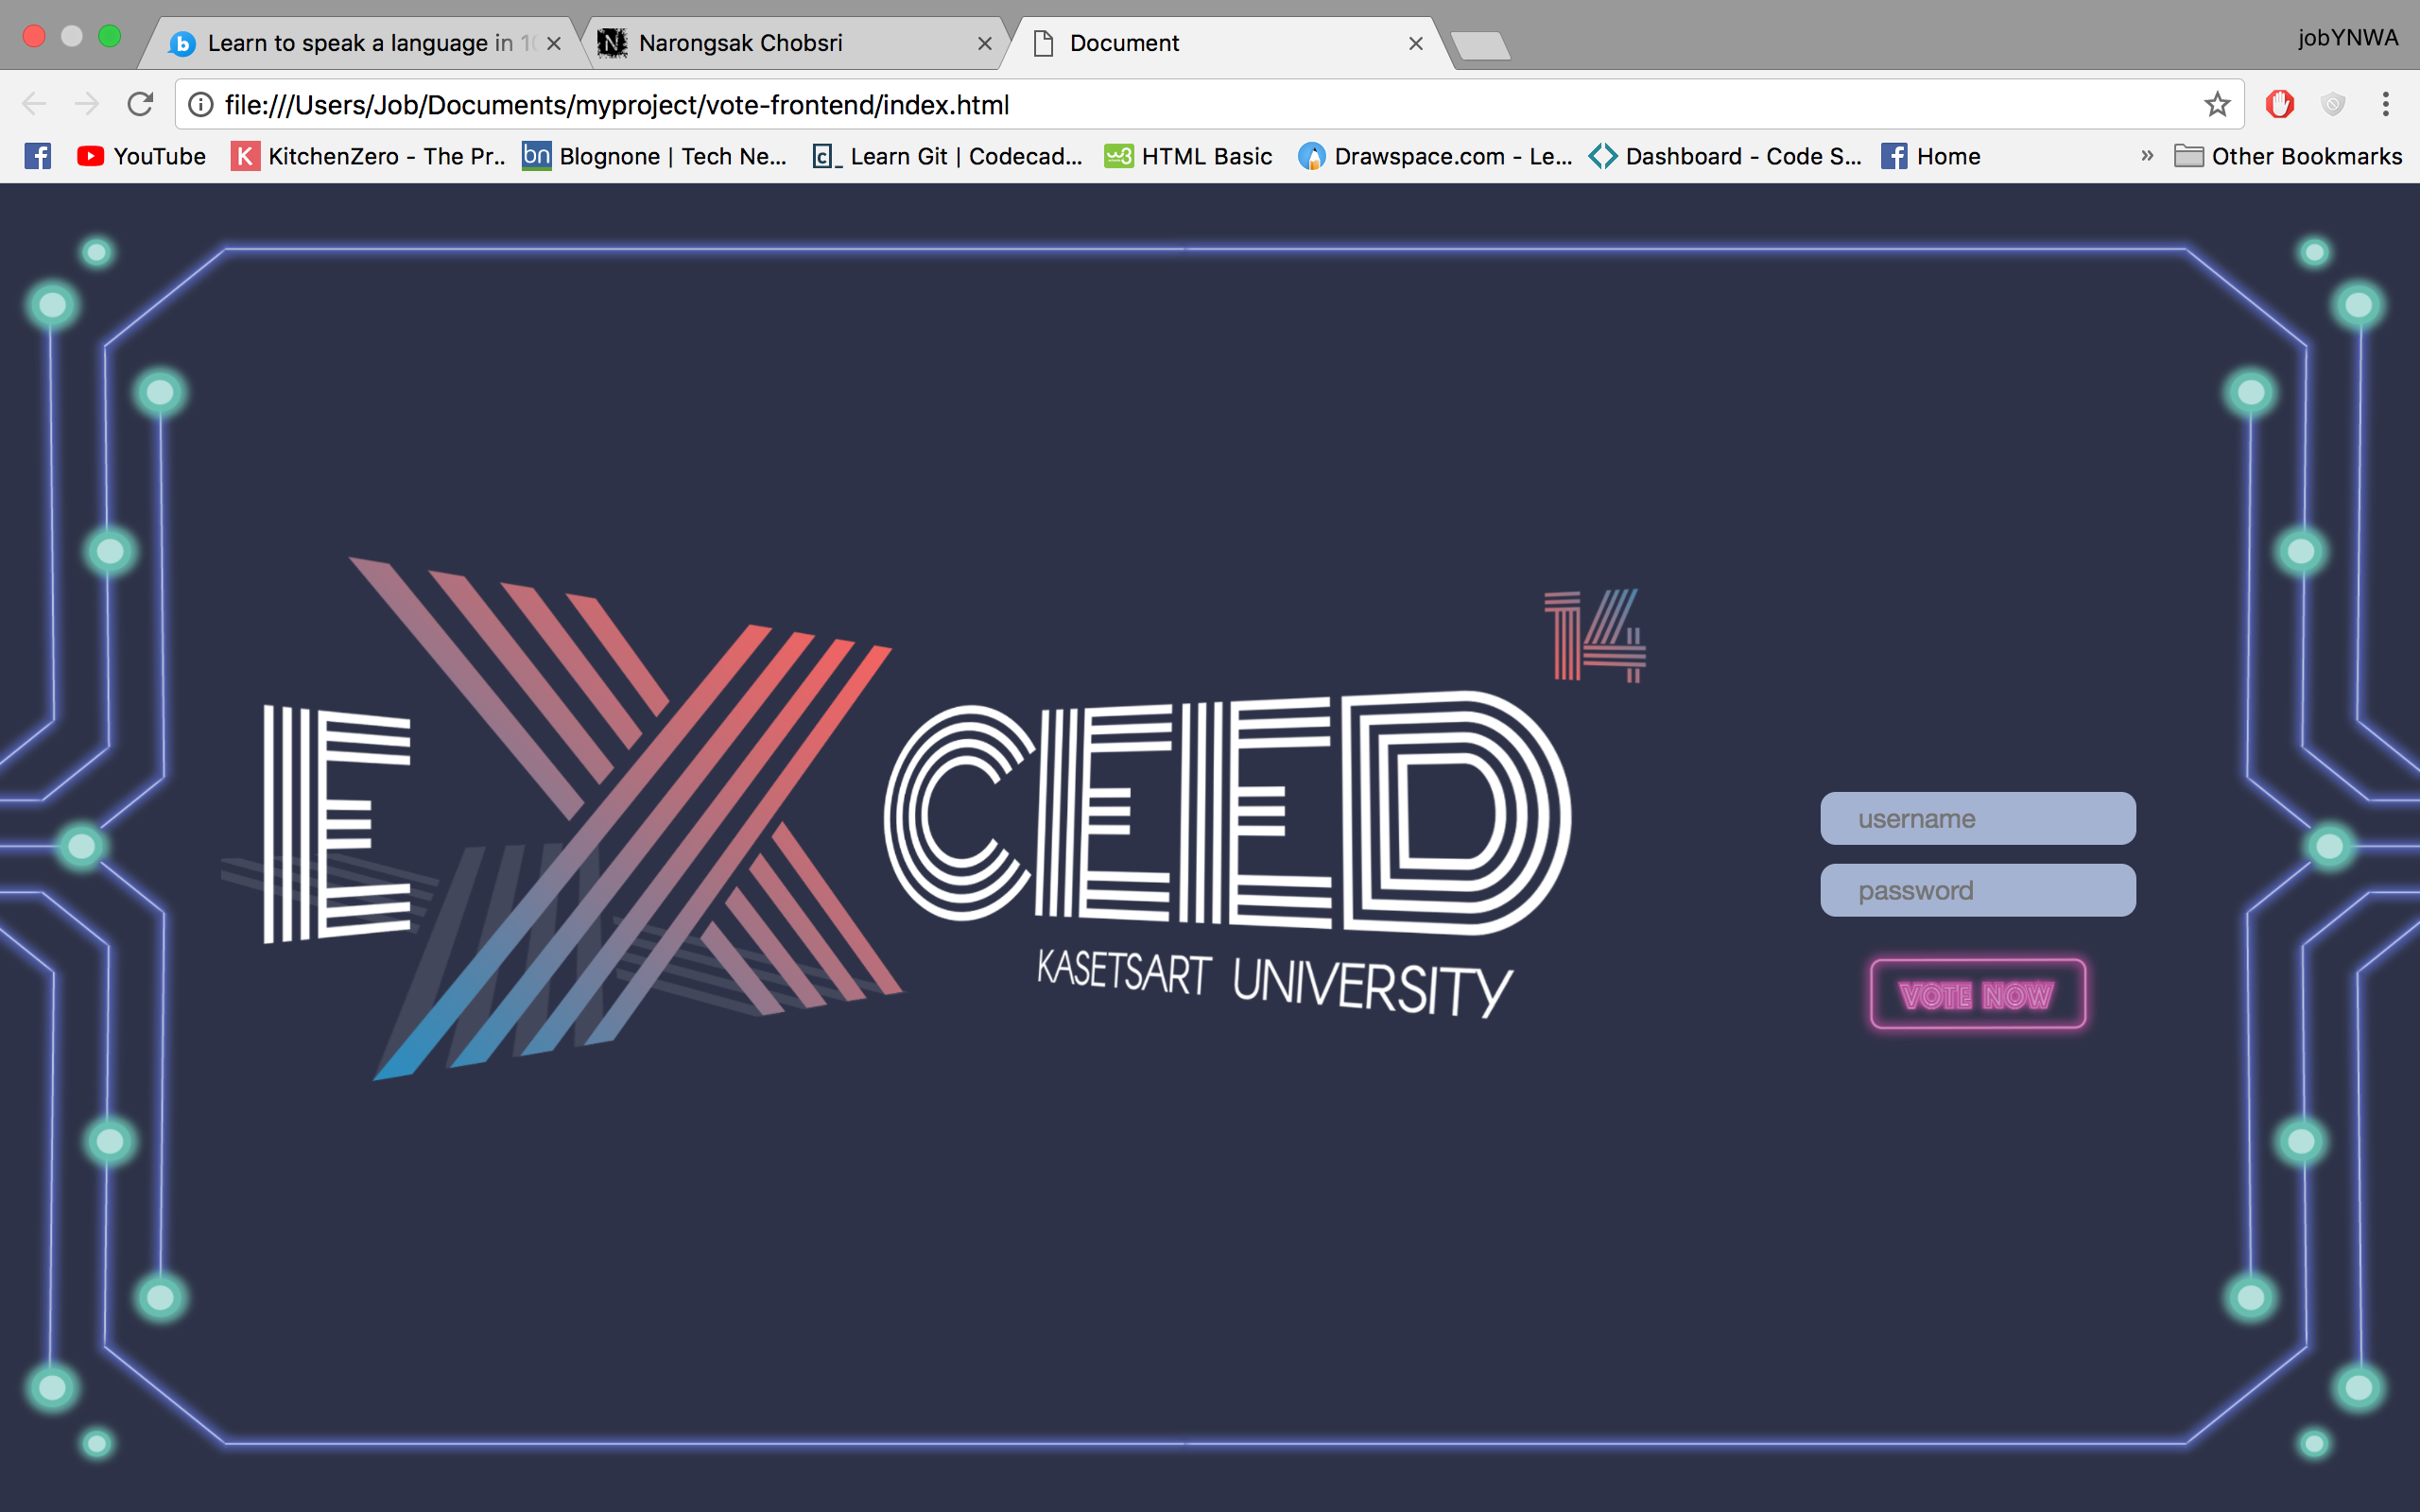 Learn to speak a language in 10
Narongsak Chobsri
Document
jobYNWA
file:///Users/Job/Documents/myproject/vote-frontend/index.html
YouTube
KitchenZero - The Pr...
Blognone | Tech Ne...
Learn Git | Codecad...
HTML Basic
Drawspace.com - Le...
Dashboard - Code S...
Home
»
Other Bookmarks
EXCEED 14
KASETSART UNIVERSITY
username
password
VOTE NOW